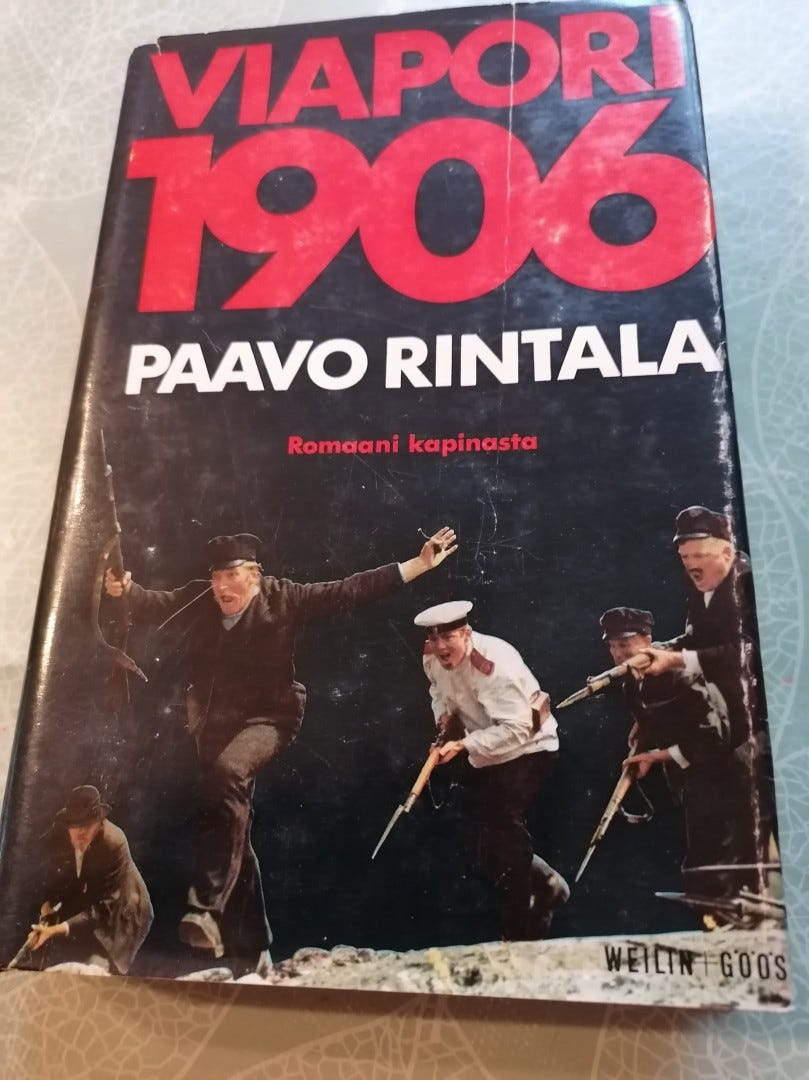 VIAPORI
1906
PAAVO RINTALA
Romaani kapinasta
WEILIN+GÖÖS